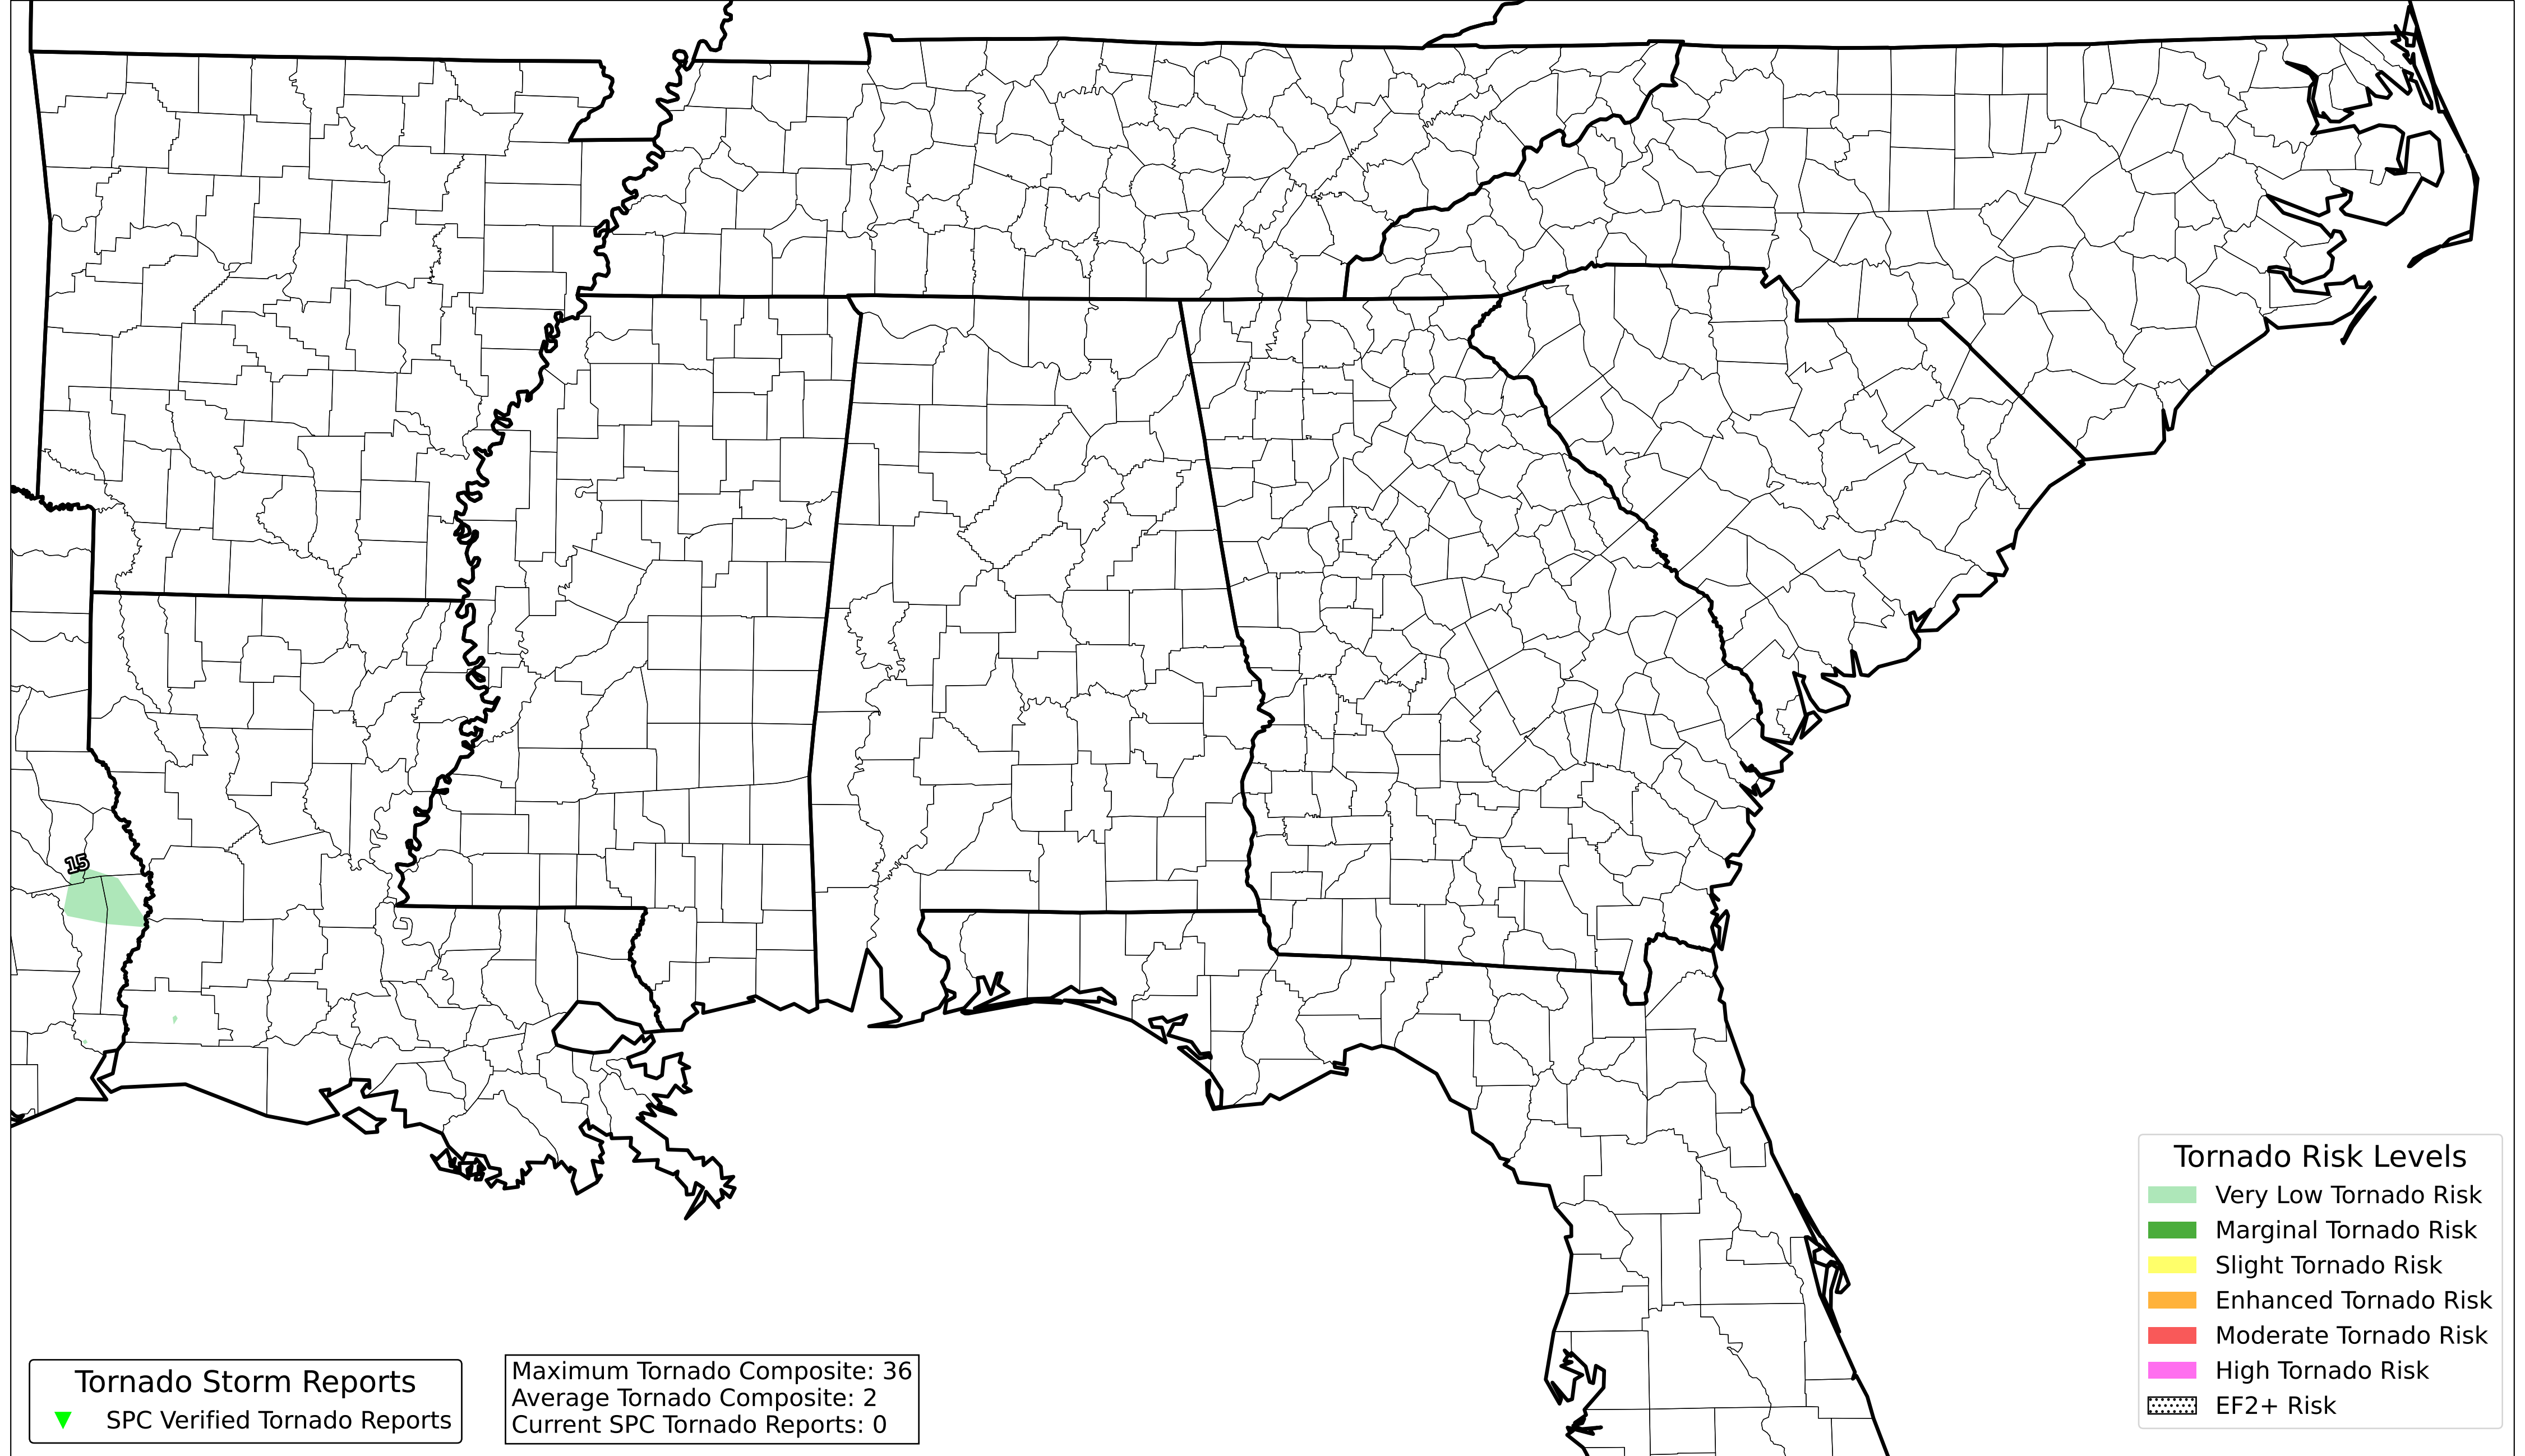 15
Tornado Risk Levels
Very Low Tornado Risk
Marginal Tornado Risk
Slight Tornado Risk
Enhanced Tornado Risk
Moderate Tornado Risk
High Tornado Risk
EF2+ Risk
Tornado Storm Reports
SPC Verified Tornado Reports
Maximum Tornado Composite: 36
Average Tornado Composite: 2
Current SPC Tornado Reports: 0